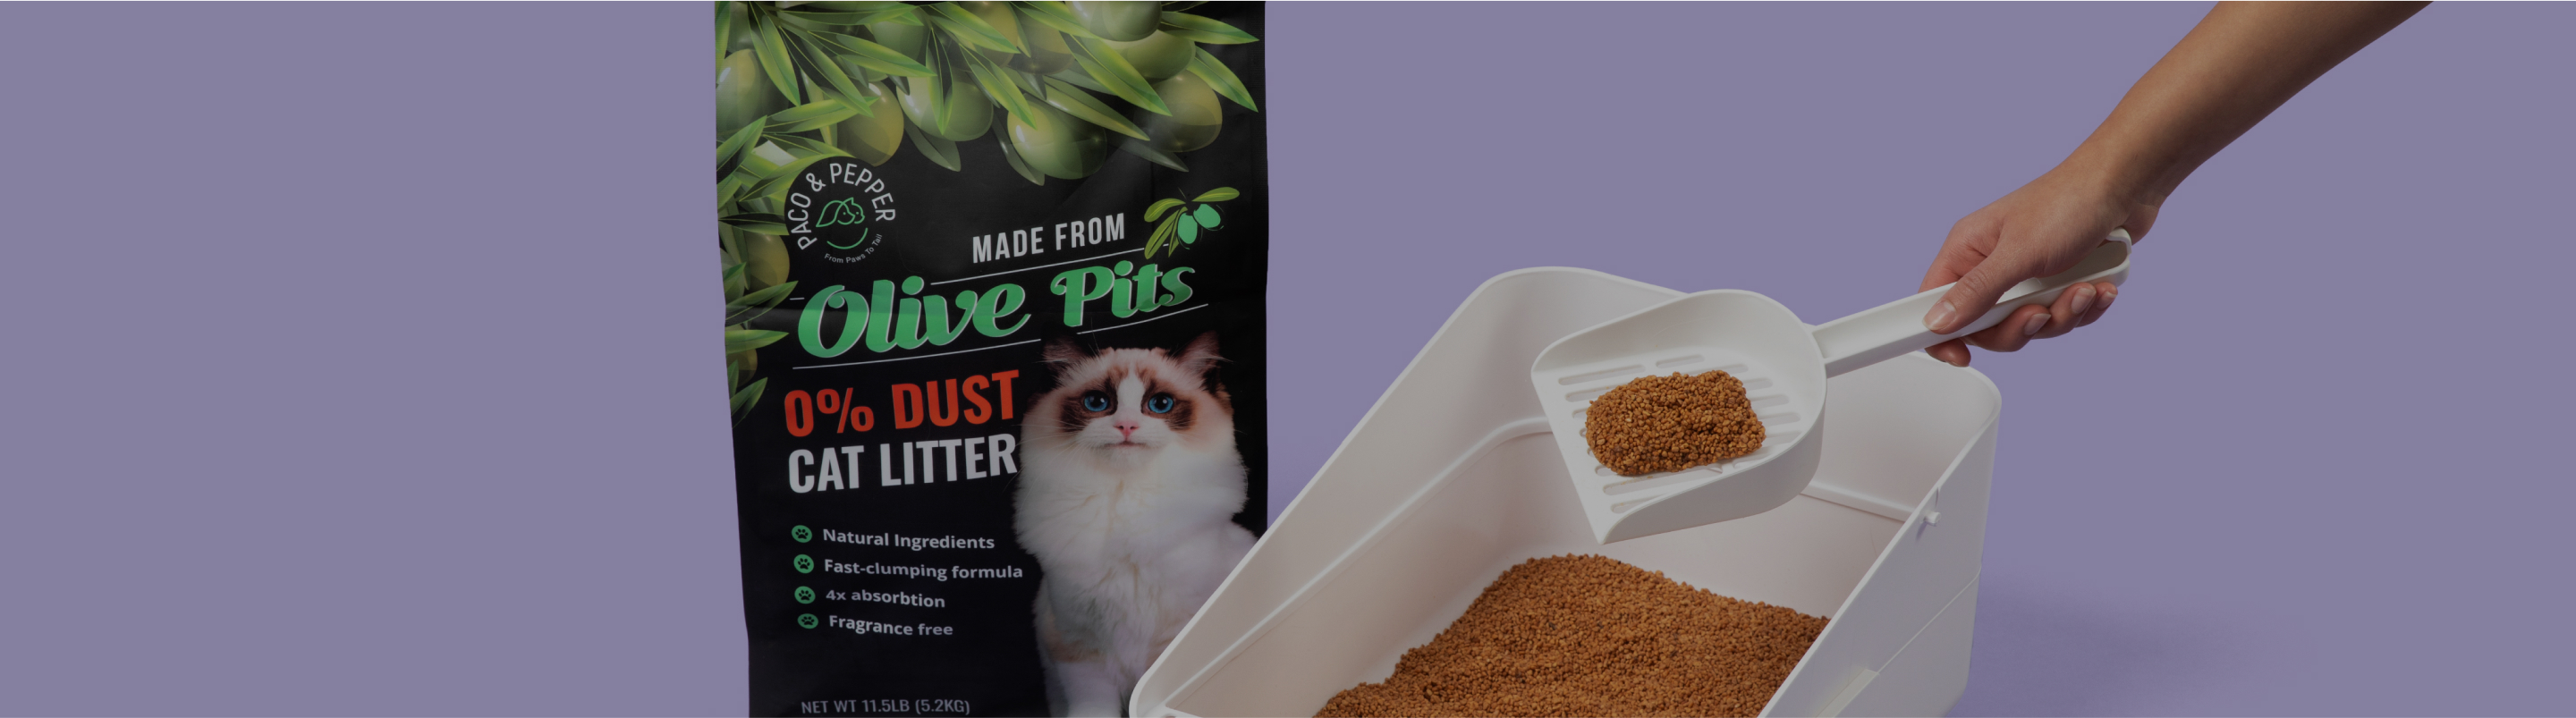 PACO & PEPPER
From Paws To Tail
MADE FROM
Olive Pits
0% DUST
CAT LITTER
Natural Ingredients
Fast-clumping formula
4x absorbtion
Fragrance free
NET WT 11.5LB (5.2KG)